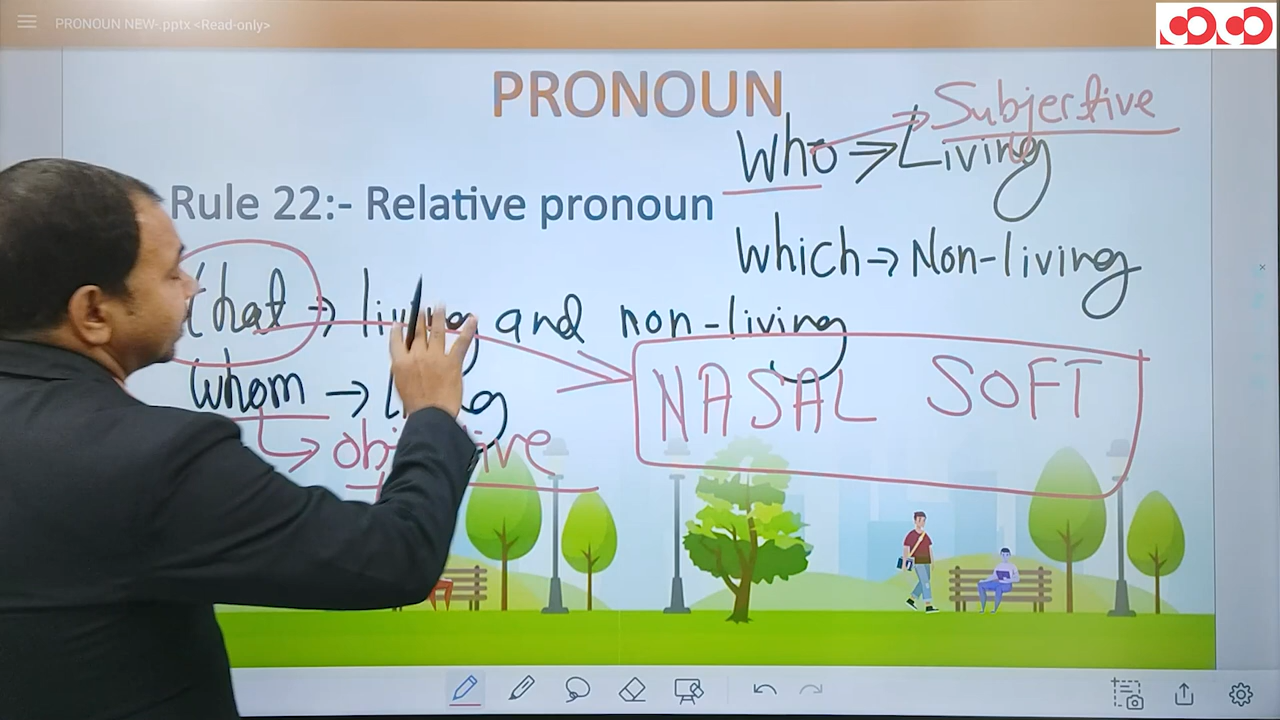 PRONOUN NEW-.pptx <Read-only>
PRONOUN
Subjective
Who → Living
Rule 22:- Relative pronoun
Which → Non-living
that → living and non-living
Whom →
NASAL SOFT